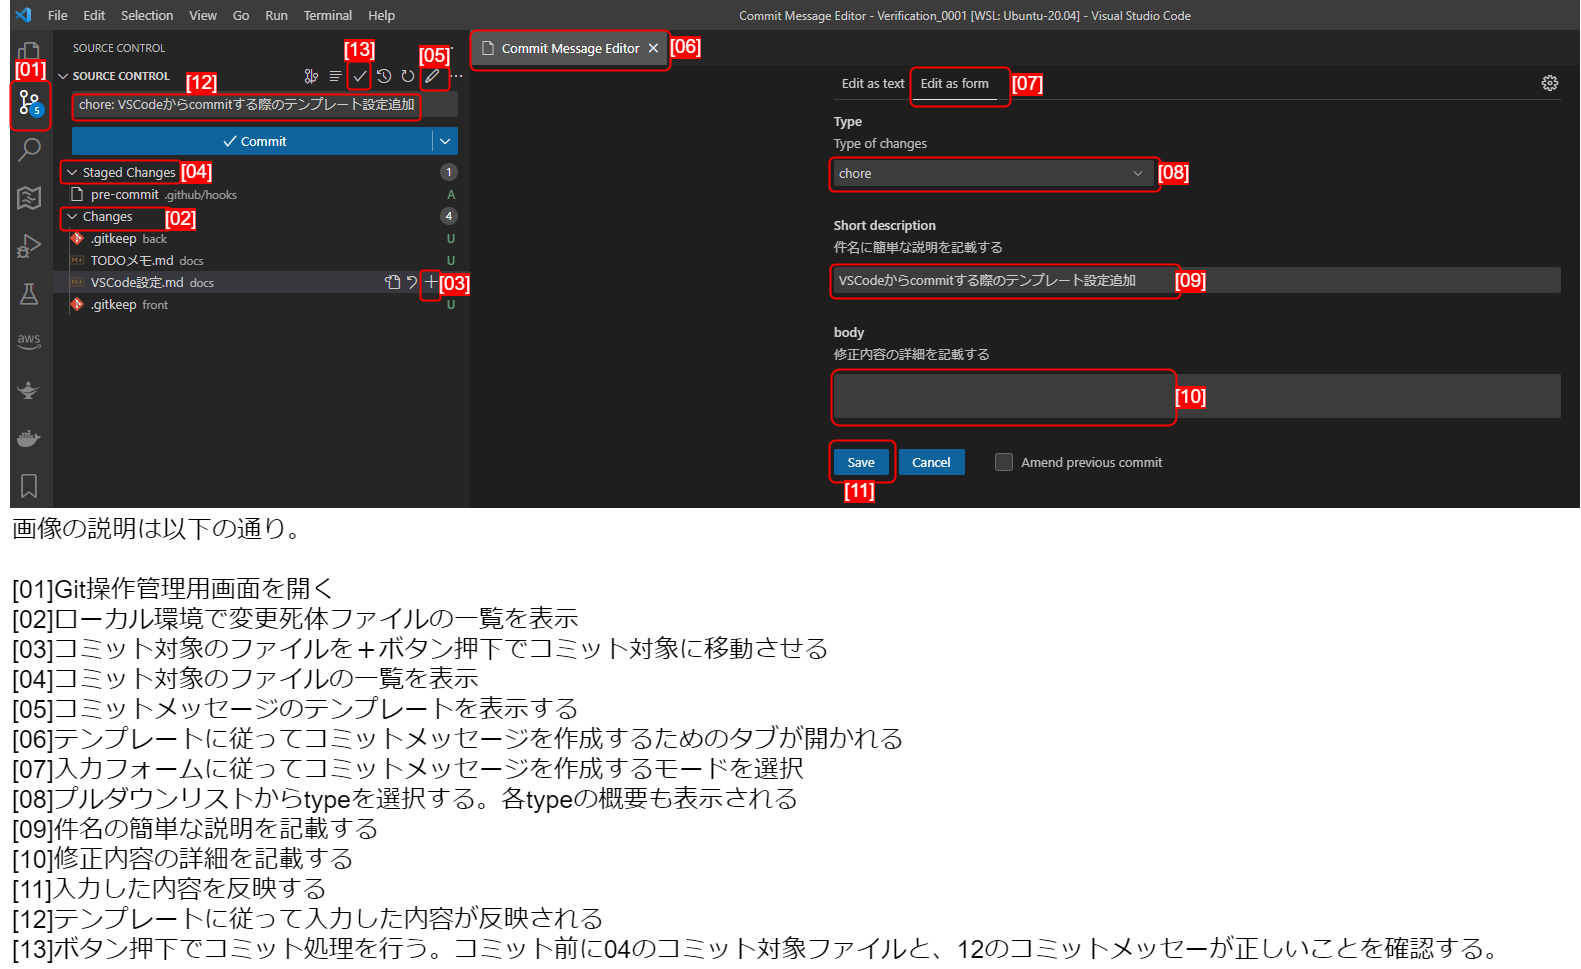 File Edit Selection View Go Run Terminal Help
Commit Message Editor - Verification_0001 [WSL: Ubuntu-20.04] - Visual Studio Code
[01]
5
aws
SOURCE CONTROL
[13]
[05]
SOURCE CONTROL
[12]
chore: VSCodeからcommitする際のテンプレート設定追加
Commit
Staged Changes [04] 1
pre-commit .github/hooks A
Changes [02] 4
.gitkeep back U
TODOメモ.md docs U
VSCode設定.md docs [03]
.gitkeep front U
Commit Message Editor [06]
Edit as text Edit as form [07]
Type
Type of changes
chore [08]
Short description
件名に簡単な説明を記載する
VSCodeからcommitする際のテンプレート設定追加 [09]
body
修正内容の詳細を記載する
[10]
Save Cancel Amend previous commit
[11]
画像の説明は以下の通り。
[01]Git操作管理用画面を開く
[02]ローカル環境で変更死体ファイルの一覧を表示
[03]コミット対象のファイルを＋ボタン押下でコミット対象に移動させる
[04]コミット対象のファイルの一覧を表示
[05]コミットメッセージのテンプレートを表示する
[06]テンプレートに従ってコミットメッセージを作成するためのタブが開かれる
[07]入力フォームに従ってコミットメッセージを作成するモードを選択
[08]プルダウンリストからtypeを選択する。各typeの概要も表示される
[09]件名の簡単な説明を記載する
[10]修正内容の詳細を記載する
[11]入力した内容を反映する
[12]テンプレートに従って入力した内容が反映される
[13]ボタン押下でコミット処理を行う。コミット前に04のコミット対象ファイルと、12のコミットメッセーが正しいことを確認する。